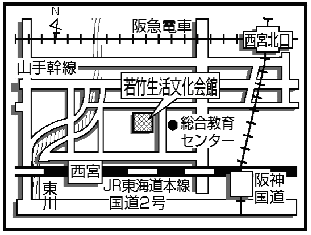 N
阪急電車
西宮北口
山手幹線
若竹生活文化会館
総合教育
センター
西宮
JR東海道本線
国道2号
東川
阪神
国道